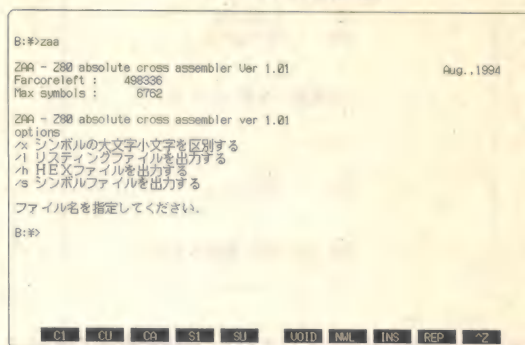 B:¥>zaa
ZAA - Z80 absolute cross assembler Ver 1.01 Aug.,1994
Farcoreleft : 498336
Max symbols : 6762
ZAA - Z80 absolute cross assembler ver 1.01
options
/x シンボルの大文字小文字を区別する
/l リスティングファイルを出力する
/h HEXファイルを出力する
/s シンボルファイルを出力する
ファイル名を指定してください.
B:¥>
C1 CU CA S1 SU VOID NWL INS REP ^Z